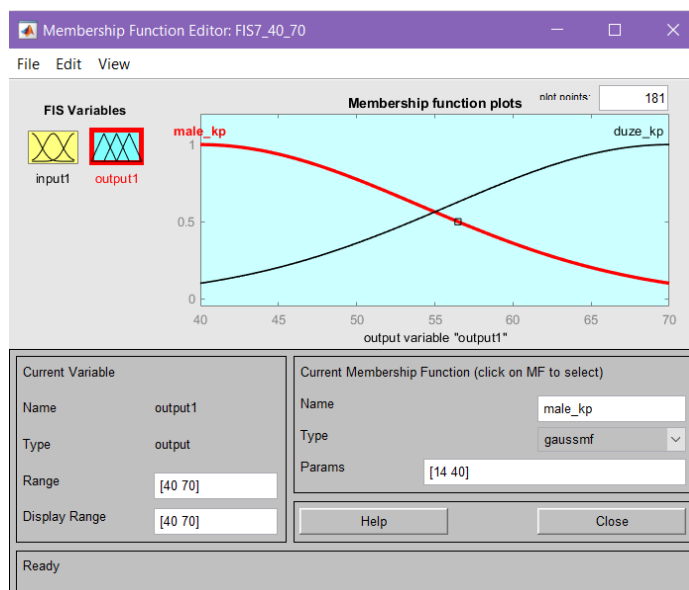 Membership Function Editor: FIS7_40_70
File Edit View
FIS Variables
input1 output1
Membership function plots
plot points: 181
male_kp
duze_kp
1
0.5
0
40 45 50 55 60 65 70
output variable "output1"
Current Variable
Name output1
Type output
Range [40 70]
Display Range [40 70]
Current Membership Function (click on MF to select)
Name male_kp
Type gaussmf
Params [14 40]
Help Close
Ready